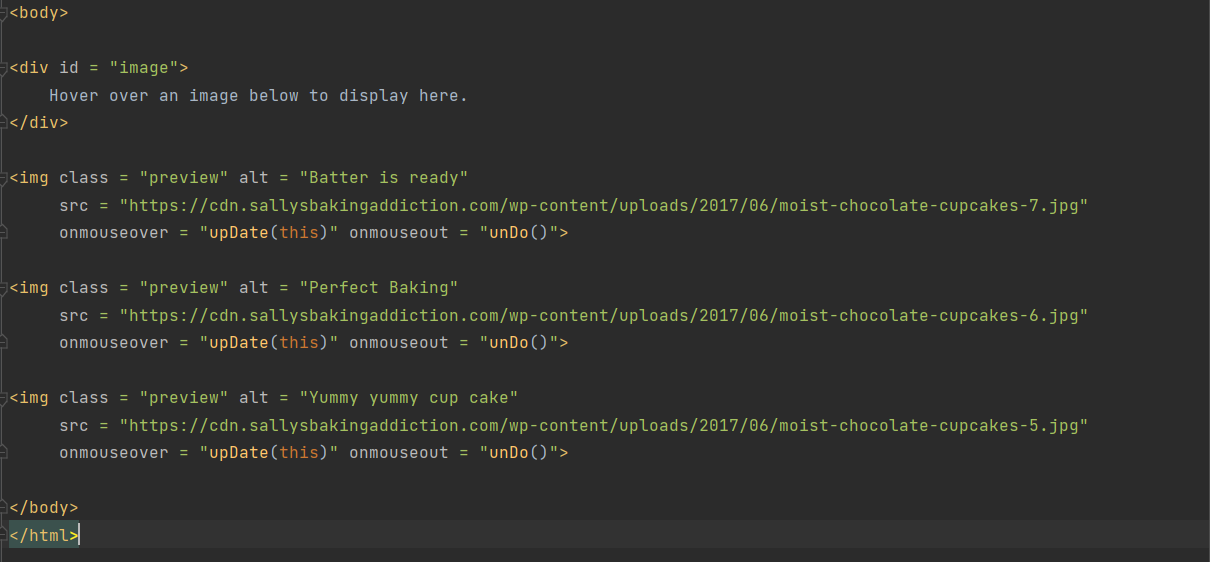 <body>
<div id = "image">
Hover over an image below to display here.
</div>
<img class = "preview" alt = "Batter is ready"
src = "https://cdn.sallysbakingaddiction.com/wp-content/uploads/2017/06/moist-chocolate-cupcakes-7.jpg"
onmouseover = "upDate(this)" onmouseout = "unDo()">
<img class = "preview" alt = "Perfect Baking"
src = "https://cdn.sallysbakingaddiction.com/wp-content/uploads/2017/06/moist-chocolate-cupcakes-6.jpg"
onmouseover = "upDate(this)" onmouseout = "unDo()">
<img class = "preview" alt = "Yummy yummy cup cake"
src = "https://cdn.sallysbakingaddiction.com/wp-content/uploads/2017/06/moist-chocolate-cupcakes-5.jpg"
onmouseover = "upDate(this)" onmouseout = "unDo()">
</body>
</html>